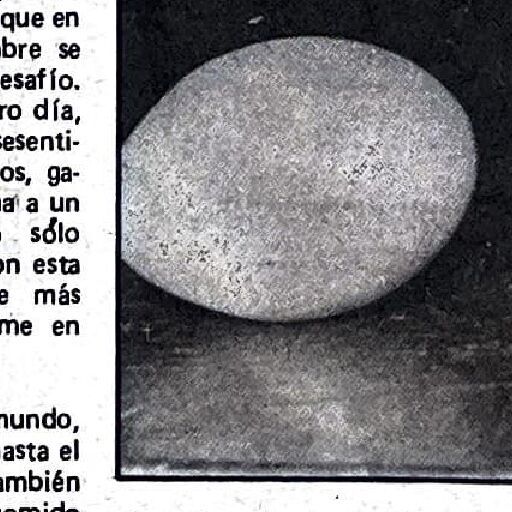 que en
bre se
esafío.
ro día,
esenti-
os, ga-
a a un
sólo
on esta
e más
me en
mundo,
asta el
ambién